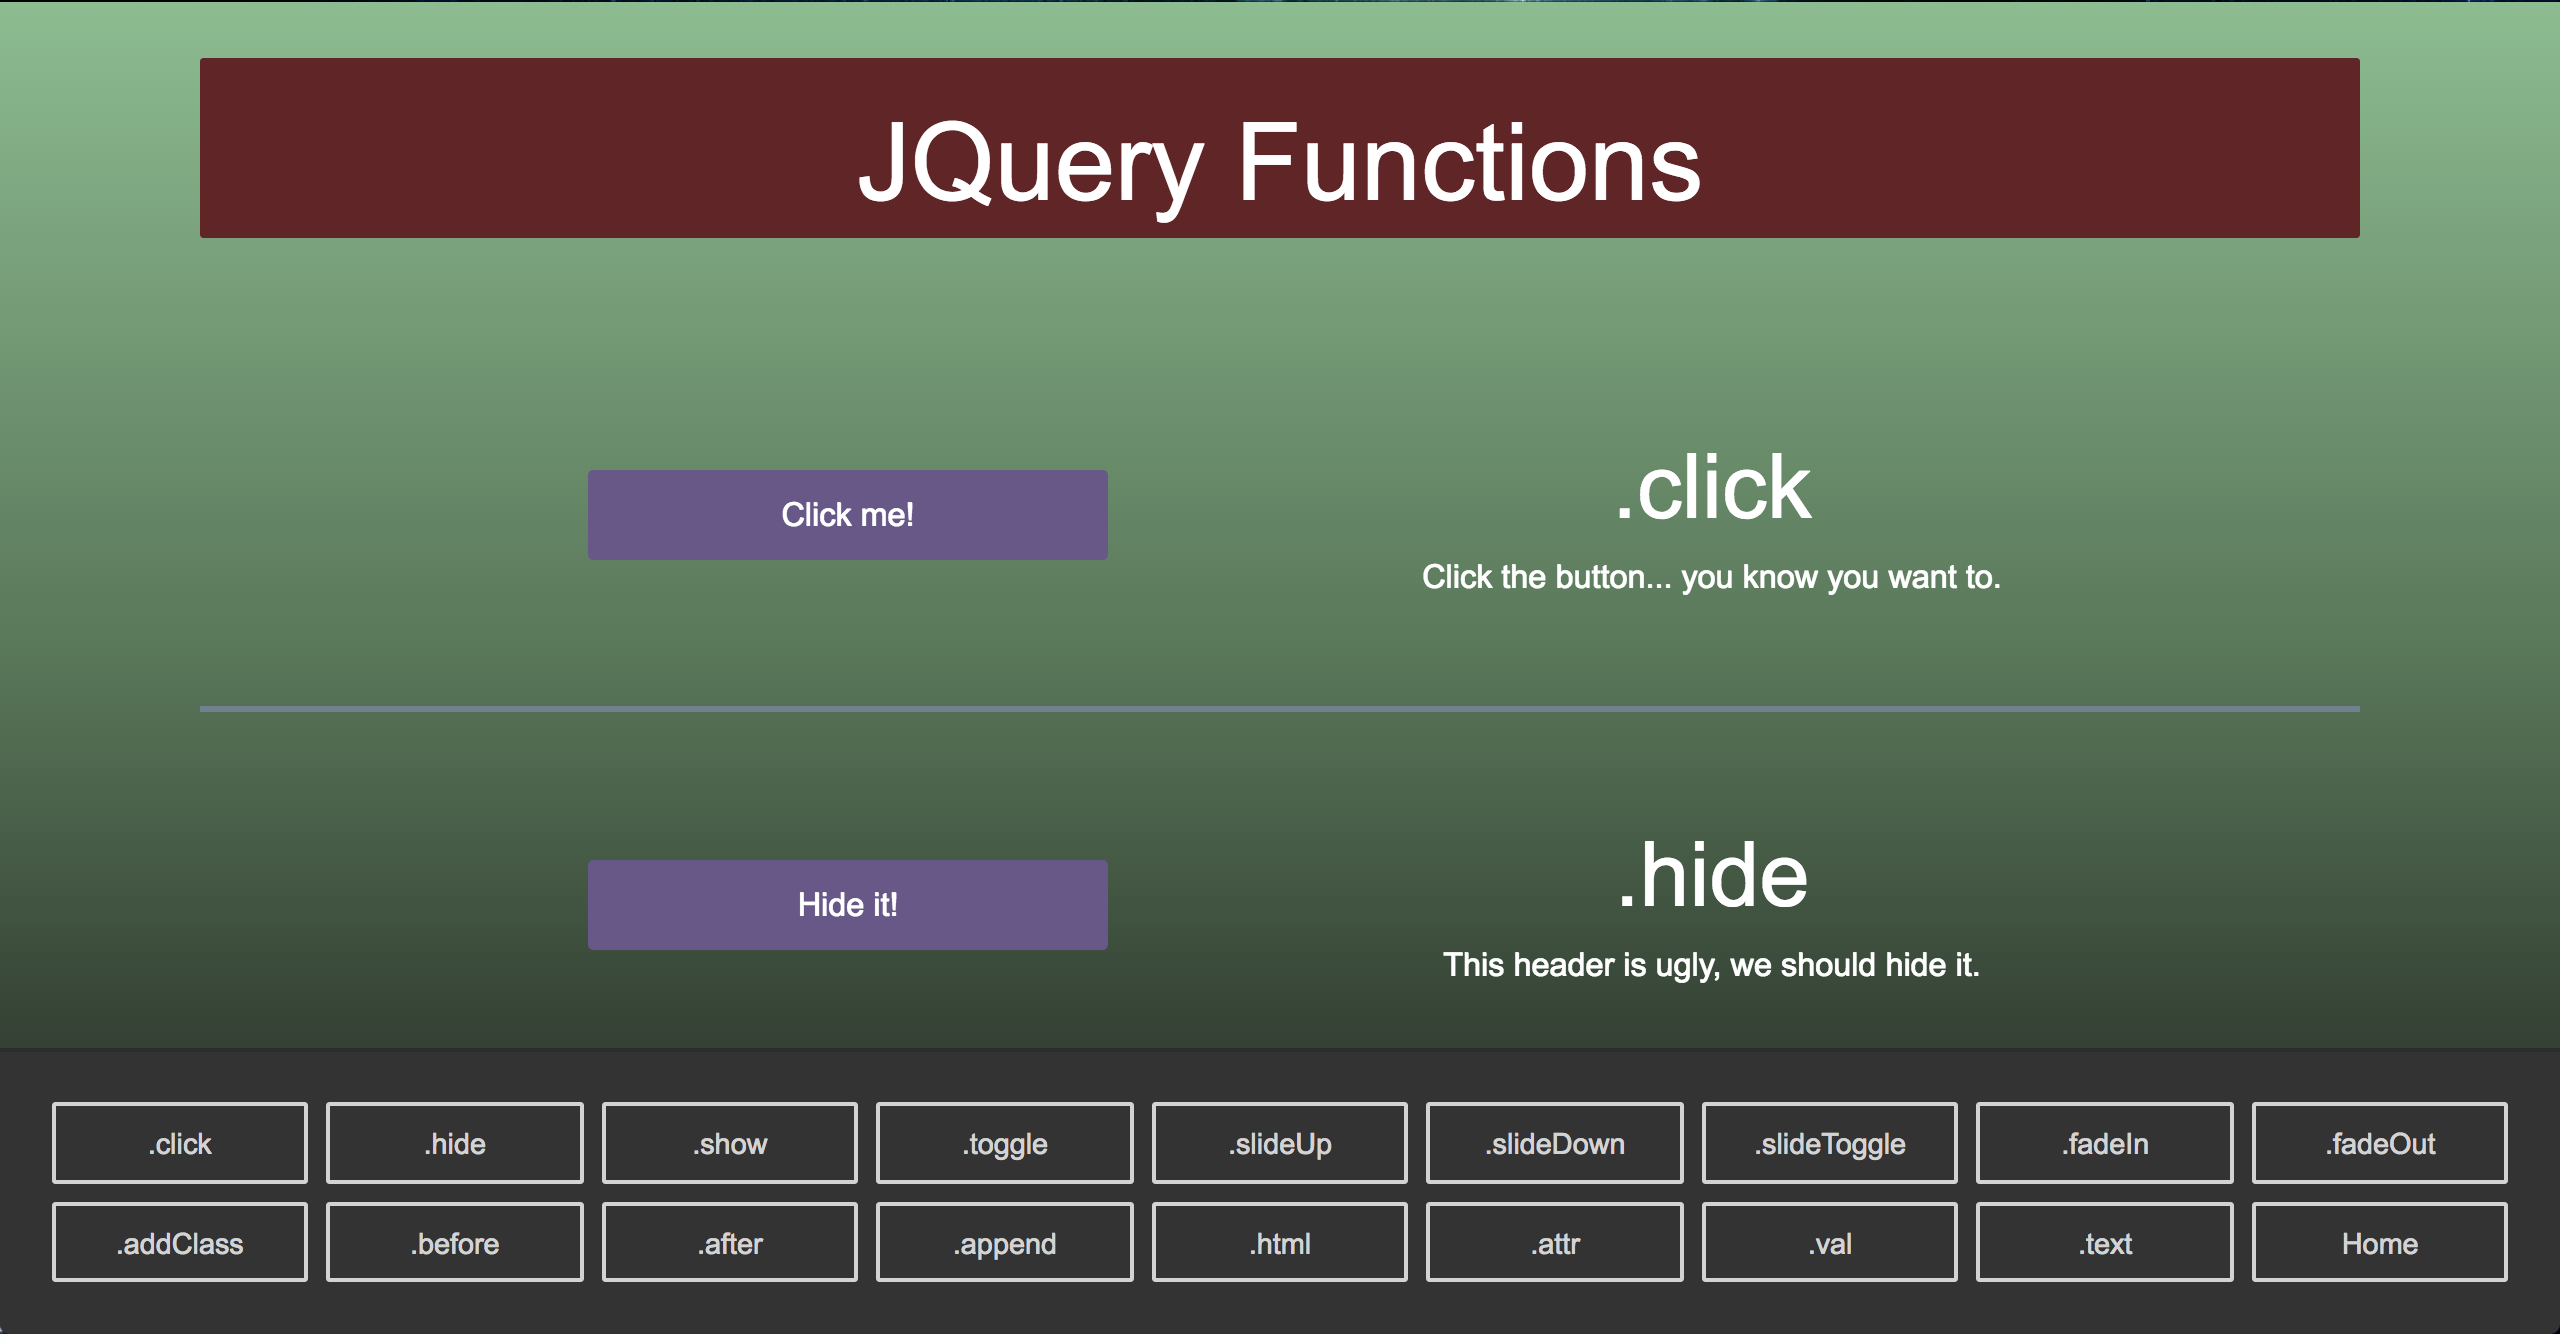 JQuery Functions
Click me!
.click
Click the button... you know you want to.
Hide it!
.hide
This header is ugly, we should hide it.
.click .hide .show .toggle .slideUp .slideDown .slideToggle .fadeIn .fadeOut
.addClass .before .after .append .html .attr .val .text Home